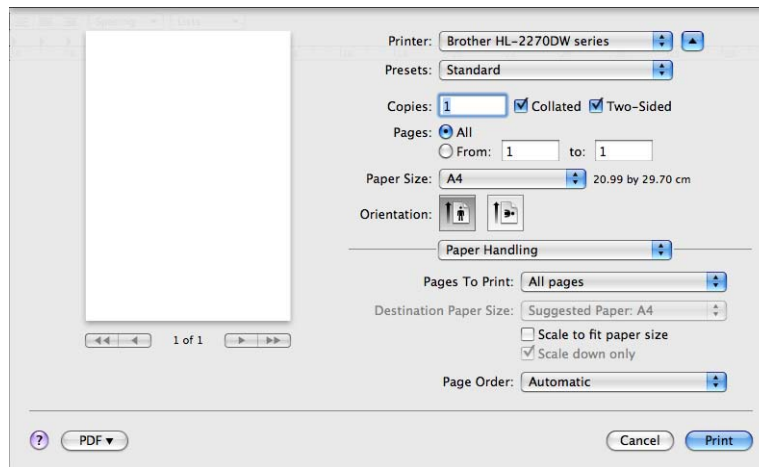 Printer: Brother HL-2270DW series
Presets: Standard
Copies: 1 Collated Two-Sided
Pages: All
From: 1 to: 1
Paper Size: A4 20.99 by 29.70 cm
Orientation:
Paper Handling
Pages To Print: All pages
Destination Paper Size: Suggested Paper: A4
Scale to fit paper size
Scale down only
Page Order: Automatic
1 of 1
? PDF ▾ Cancel Print